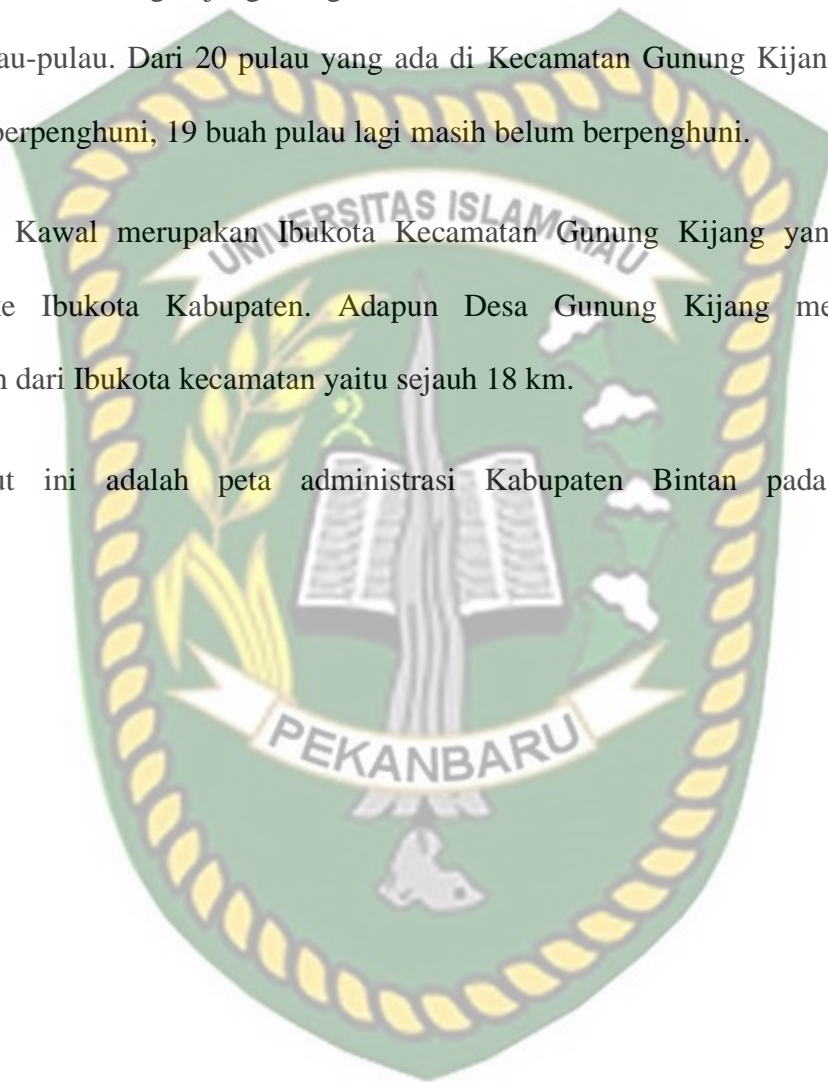 au-pulau. Dari 20 pulau yang ada di Kecamatan Gunung Kijan
berpenghuni, 19 buah pulau lagi masih belum berpenghuni.
UNIVERSITAS ISLAM RIAU
Kawal merupakan Ibukota Kecamatan Gunung Kijang yan
ke Ibukota Kabupaten. Adapun Desa Gunung Kijang me
n dari Ibukota kecamatan yaitu sejauh 18 km.
ut ini adalah peta administrasi Kabupaten Bintan pada
PEKANBARU